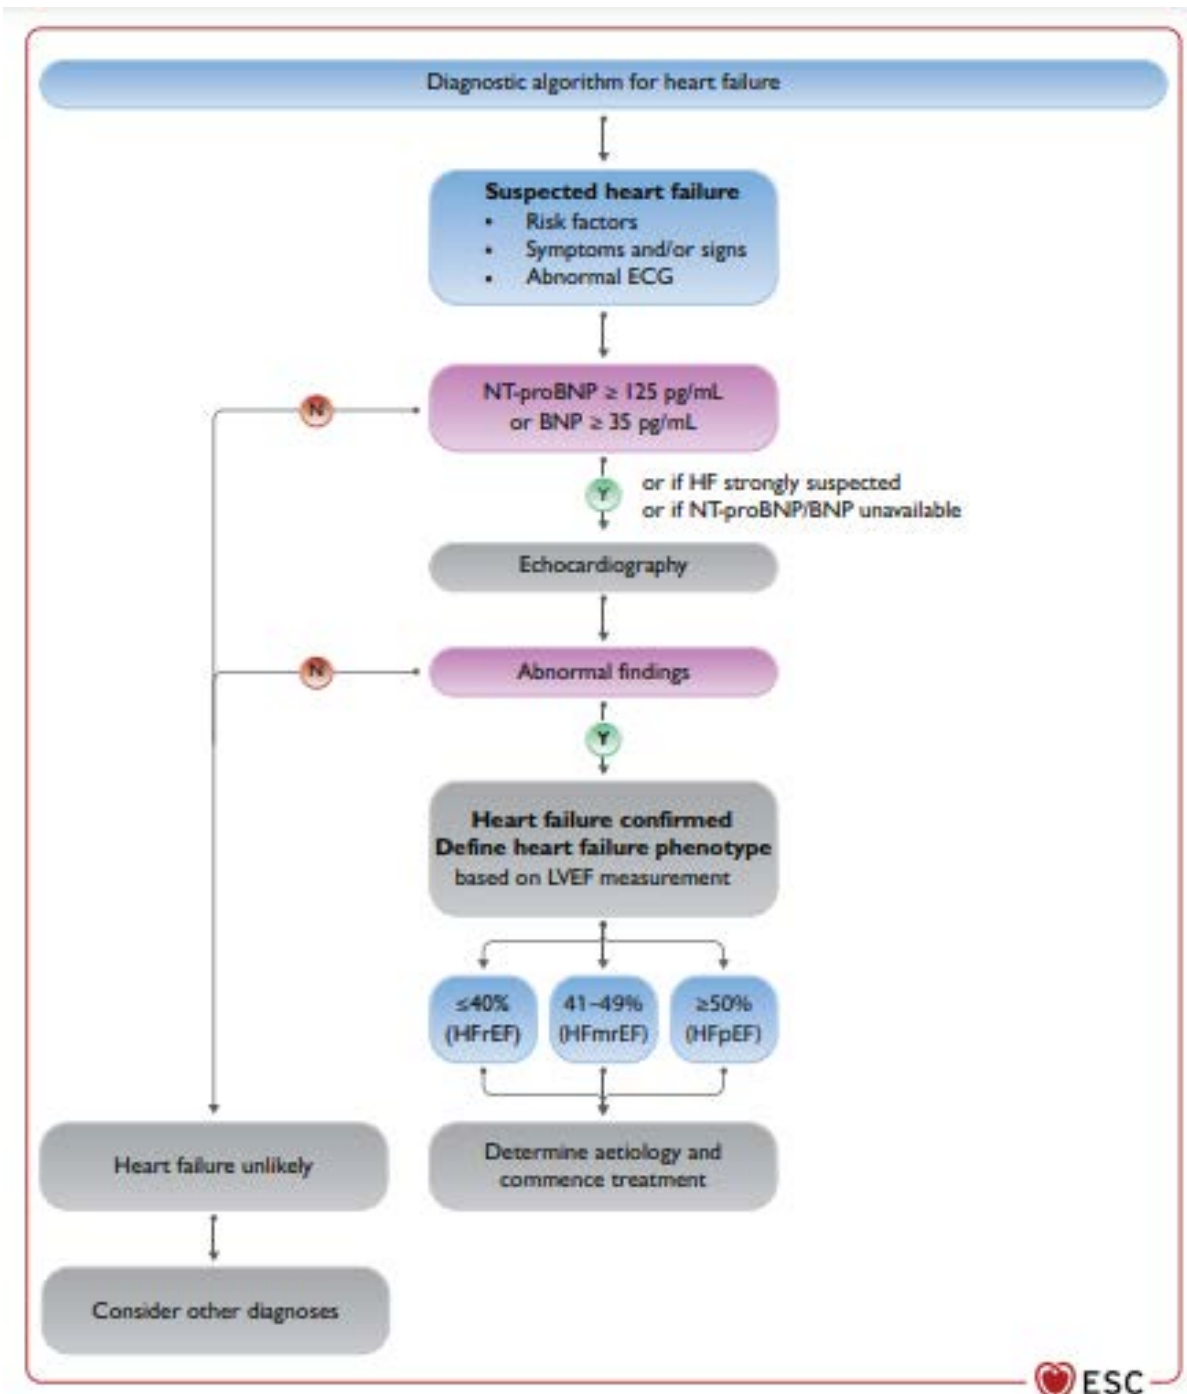 Diagnostic algorithm for heart failure
Suspected heart failure
• Risk factors
• Symptoms and/or signs
• Abnormal ECG
NT-proBNP ≥ 125 pg/mL
or BNP ≥ 35 pg/mL
N
Y
or if HF strongly suspected
or if NT-proBNP/BNP unavailable
Echocardiography
N
Abnormal findings
Y
Heart failure confirmed
Define heart failure phenotype
based on LVEF measurement
≤40%
(HFrEF)
41–49%
(HFmrEF)
≥50%
(HFpEF)
Heart failure unlikely
Determine aetiology and
commence treatment
Consider other diagnoses
ESC